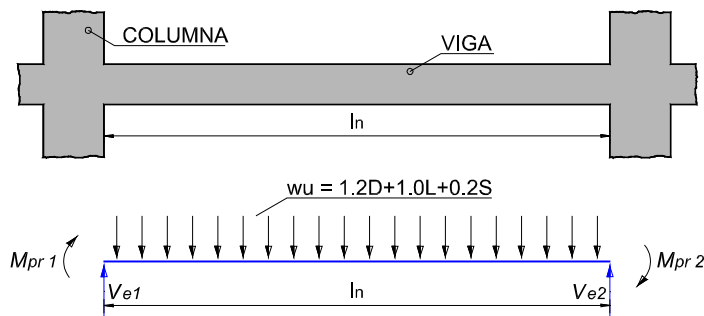 COLUMNA
VIGA
ln
wu = 1.2D+1.0L+0.2S
Mpr 1
Mpr 2
Ve1
ln
Ve2